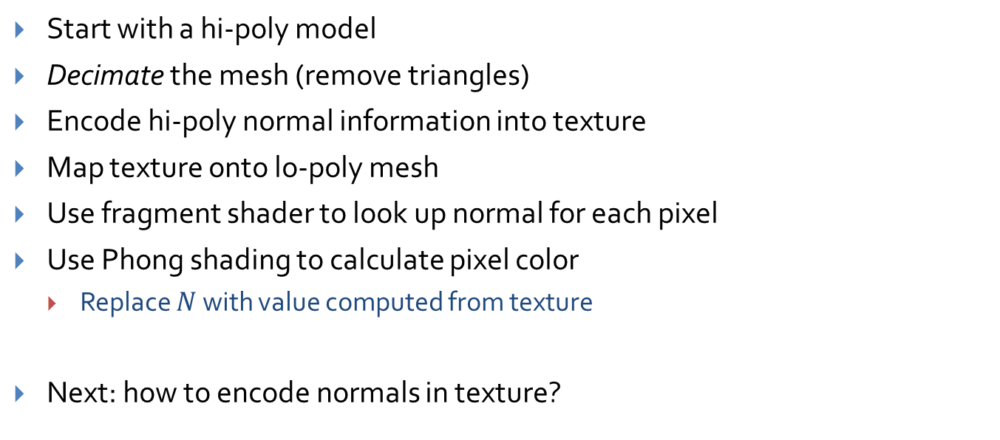 Start with a hi-poly model
Decimate the mesh (remove triangles)
Encode hi-poly normal information into texture
Map texture onto lo-poly mesh
Use fragment shader to look up normal for each pixel
Use Phong shading to calculate pixel color
Replace N with value computed from texture
Next: how to encode normals in texture?